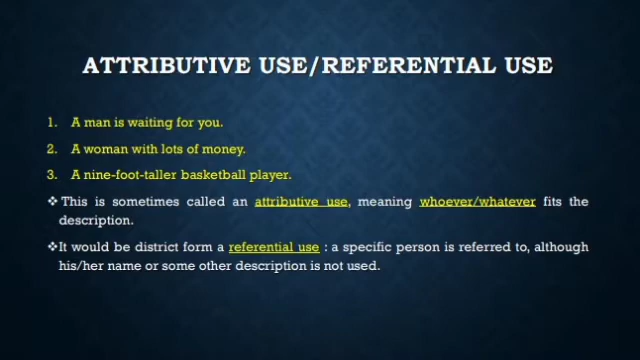 ATTRIBUTIVE USE/REFERENTIAL USE
1. A man is waiting for you.
2. A woman with lots of money.
3. A nine-foot-taller basketball player.
❖This is sometimes called an attributive use, meaning whoever/whatever fits the
description.
❖It would be district form a referential use : a specific person is referred to, although
his/her name or some other description is not used.